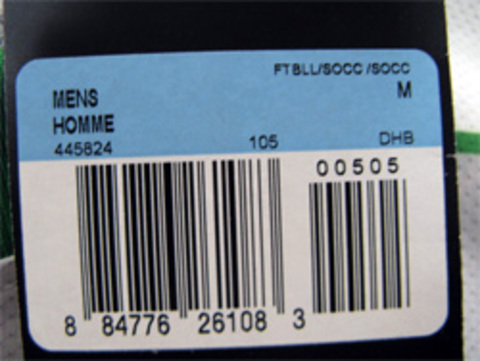 FTBLL/SOCC /SOCC
MENS M
HOMME
445824 105 DHB
00505
8 84776 26108 3